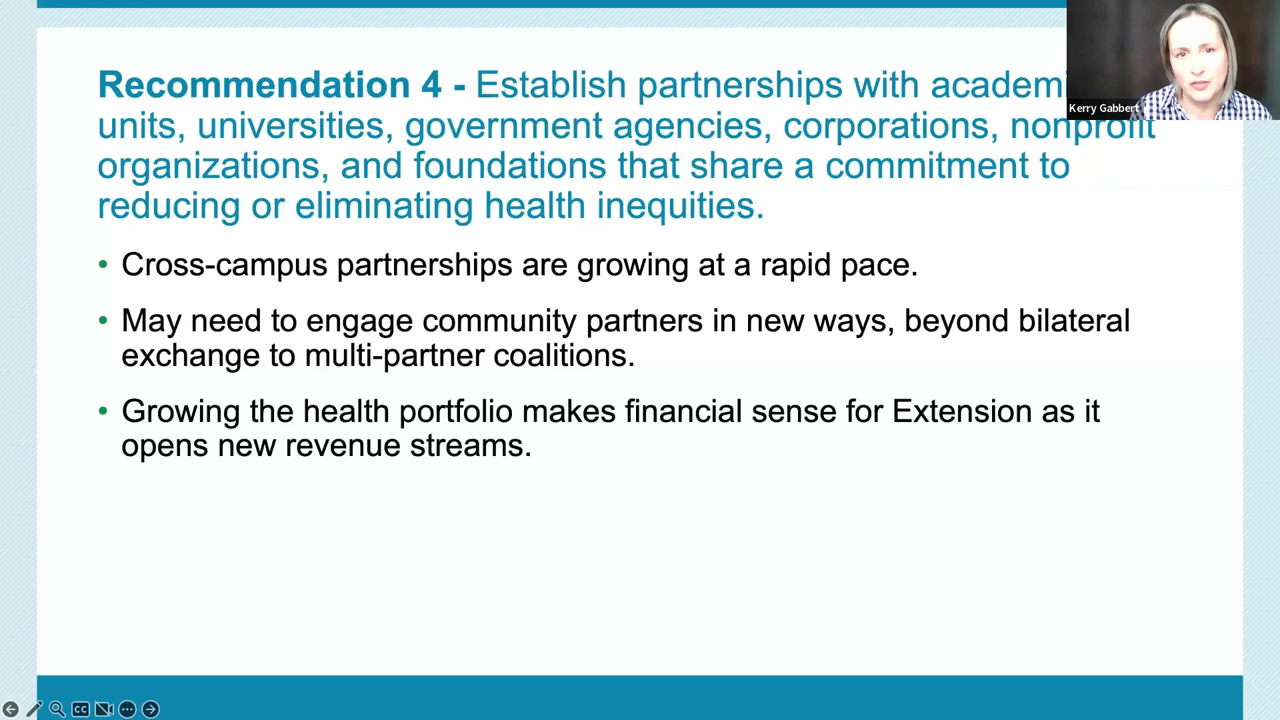 Recommendation 4 - Establish partnerships with academi
units, universities, government agencies, corporations, nonprofit
organizations, and foundations that share a commitment to
reducing or eliminating health inequities.
• Cross-campus partnerships are growing at a rapid pace.
• May need to engage community partners in new ways, beyond bilateral
exchange to multi-partner coalitions.
• Growing the health portfolio makes financial sense for Extension as it
opens new revenue streams.
Kerry Gabbert
CC